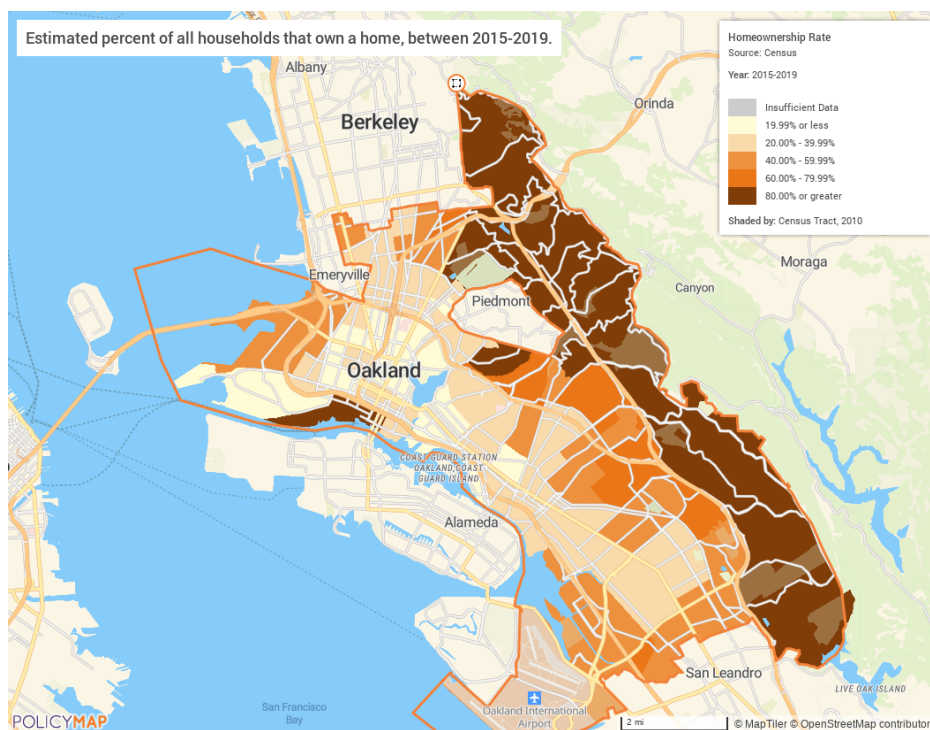 Estimated percent of all households that own a home, between 2015-2019.
Homeownership Rate
Source: Census
Year: 2015-2019
Insufficient Data
19.99% or less
20.00% - 39.99%
40.00% - 59.99%
60.00% - 79.99%
80.00% or greater
Shaded by: Census Tract, 2010
Albany
Orinda
Berkeley
Moraga
Emeryville
Canyon
Piedmont
Oakland
COAST GUARD STATION
OAKLAND,COAST
GUARD ISLAND
Alameda
San Leandro
LIVE OAK ISLAND
San Francisco
Bay
Oakland International
Airport
POLICYMAP
2 mi
© MapTiler © OpenStreetMap contributor